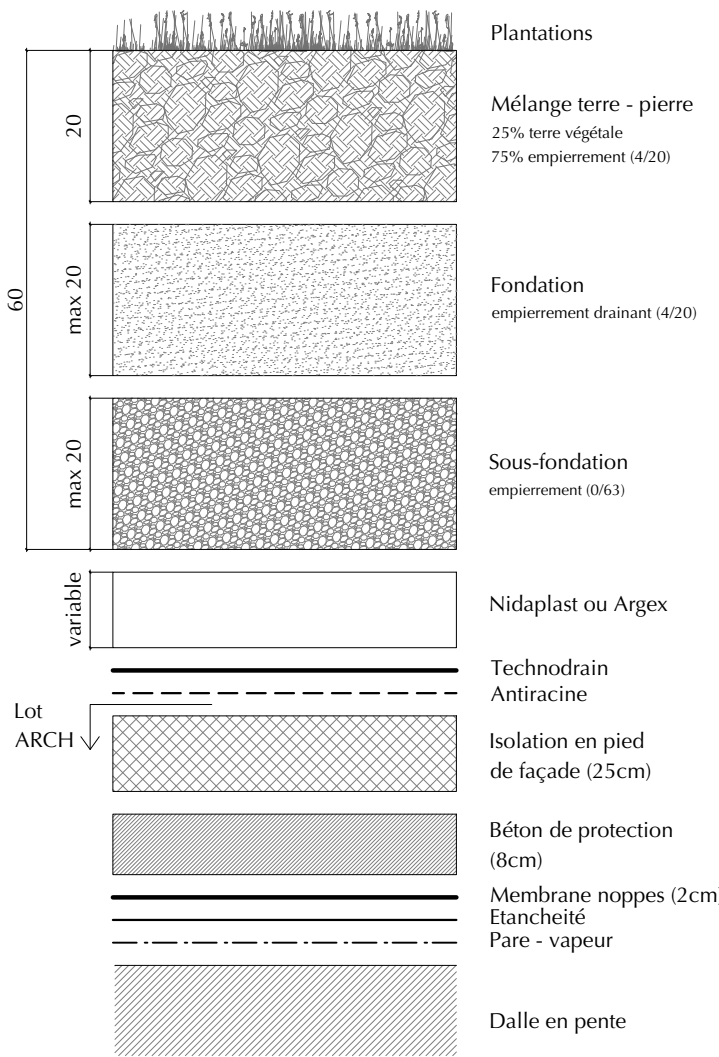 Plantations
20
Mélange terre - pierre
25% terre végétale
75% empierrement (4/20)
60
max 20
Fondation
empierrement drainant (4/20)
max 20
Sous-fondation
empierrement (0/63)
variable
Nidaplast ou Argex
Technodrain
Antiracine
Lot
ARCH
Isolation en pied
de façade (25cm)
Béton de protection
(8cm)
Membrane noppes (2cm)
Etancheité
Pare - vapeur
Dalle en pente